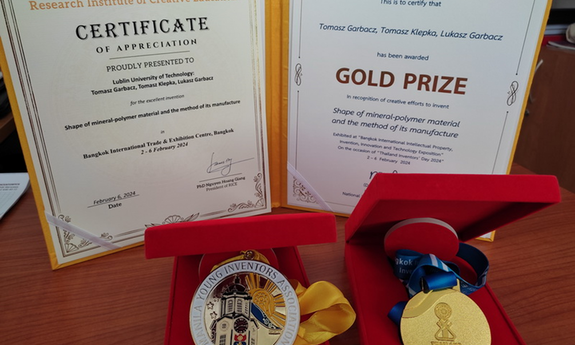 Research Institute of Creative
CERTIFICATE
OF APPRECIATION
PROUDLY PRESENTED TO
Lublin University of Technology:
Tomasz Garbacz, Tomasz Klepka, Lukasz Garbacz
for the excellent invention
Shape of mineral-polymer material and the method of its manufacture
Bangkok International Trade & Exhibition Centre, Bangkok
2 - 6 February 2024
PhD Nguyen Hoang Giang
President of RICE
February 6, 2024
Date
This is to certify that
Tomasz Garbacz, Tomasz Klepka, Lukasz Garbacz
has been awarded
GOLD PRIZE
in recognition of creative efforts to invent
Shape of mineral-polymer material
and the method of its manufacture
Exhibited at "Bangkok International Intellectual Property,
Invention, Innovation and Technology Exposition"
On the occasion of "Thailand Inventors' Day 2024"
2 - 6 February 2024
National
YOUNG INVENTORS